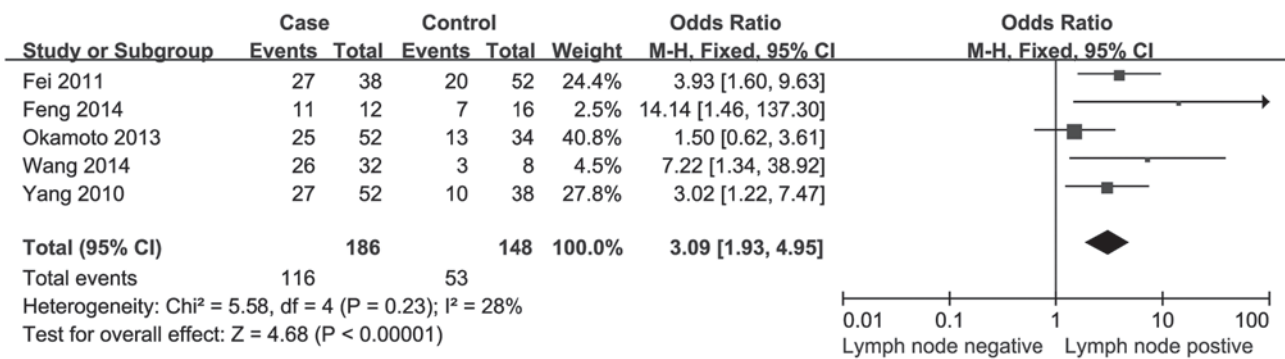 Case Control Odds Ratio Odds Ratio
Study or Subgroup Events Total Events Total Weight M-H, Fixed, 95% CI M-H, Fixed, 95% CI
Fei 2011 27 38 20 52 24.4% 3.93 [1.60, 9.63]
Feng 2014 11 12 7 16 2.5% 14.14 [1.46, 137.30]
Okamoto 2013 25 52 13 34 40.8% 1.50 [0.62, 3.61]
Wang 2014 26 32 3 8 4.5% 7.22 [1.34, 38.92]
Yang 2010 27 52 10 38 27.8% 3.02 [1.22, 7.47]
Total (95% CI) 186 148 100.0% 3.09 [1.93, 4.95]
Total events 116 53
Heterogeneity: Chi² = 5.58, df = 4 (P = 0.23); I² = 28%
Test for overall effect: Z = 4.68 (P < 0.00001)
0.01 0.1 1 10 100
Lymph node negative Lymph node postive